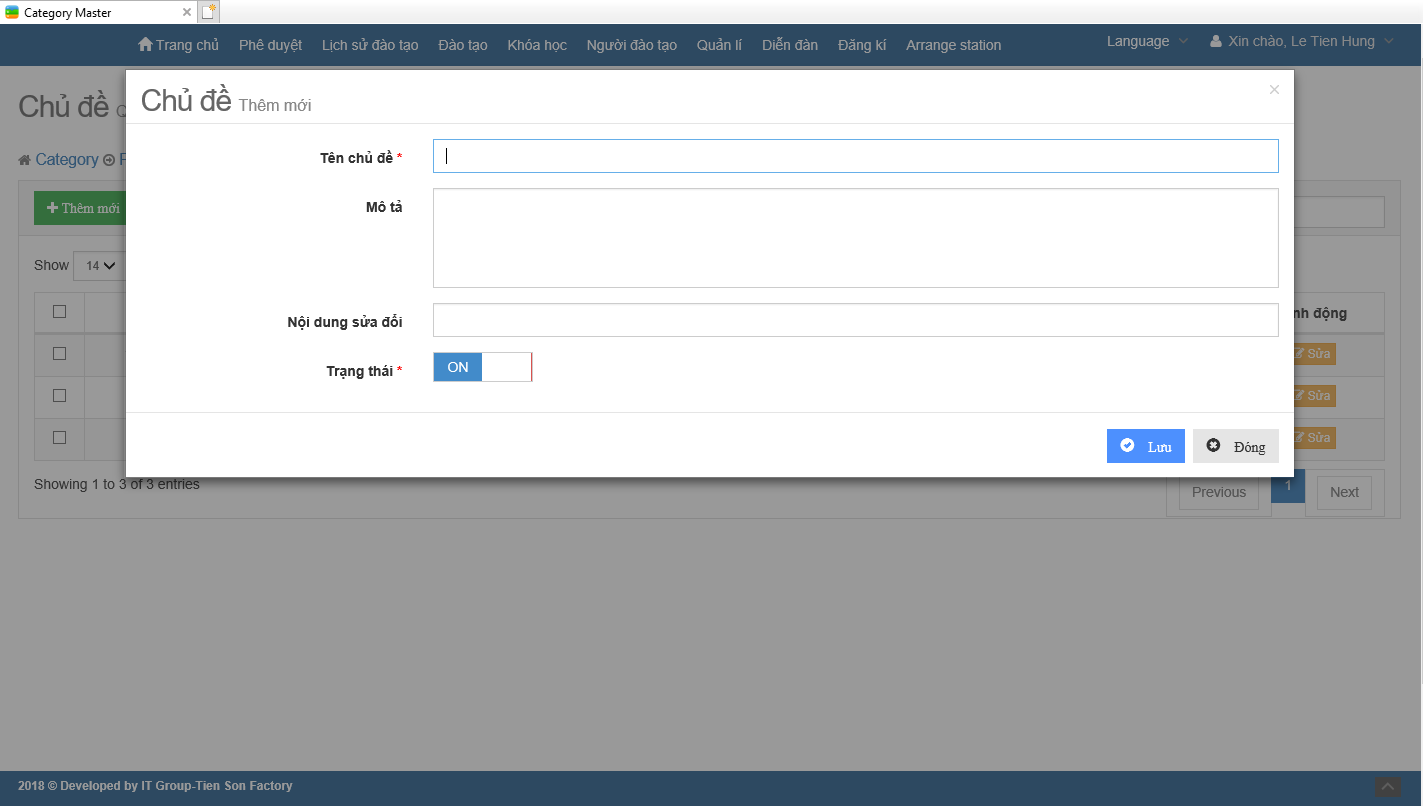 Category Master
Trang chủ Phê duyệt Lịch sử đào tạo Đào tạo Khóa học Người đào tạo Quản lí Diễn đàn Đăng kí Arrange station Language Xin chào, Le Tien Hung
Chủ đề
Chủ đề Thêm mới
×
Category
Tên chủ đề *
Mô tả
Thêm mới
Show 14
Nội dung sửa đổi
nh động
Trạng thái *
ON
Sửa
Sửa
Sửa
Lưu Đóng
Showing 1 to 3 of 3 entries
Previous 1 Next
2018 © Developed by IT Group-Tien Son Factory